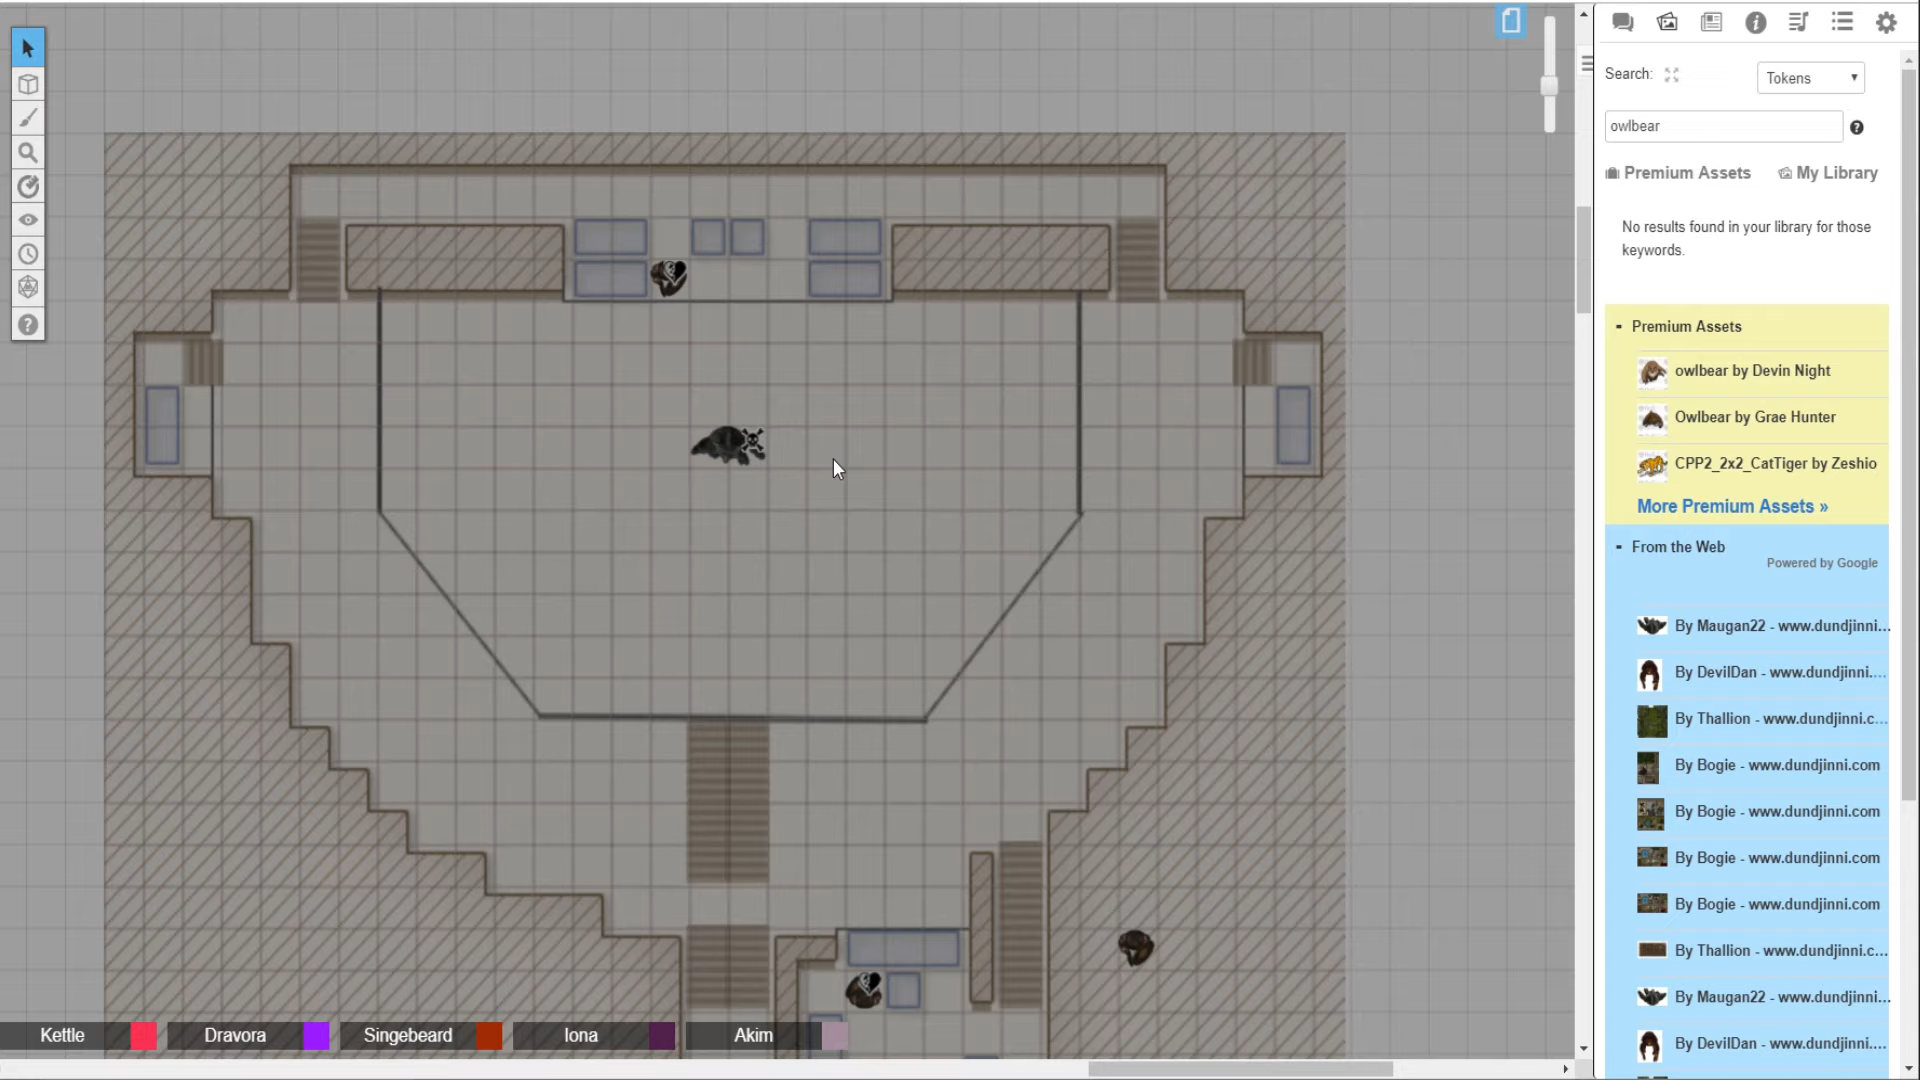 Search:
Tokens
owlbear
Premium Assets
My Library
No results found in your library for those
keywords.
Premium Assets
owlbear by Devin Night
Owlbear by Grae Hunter
CPP2_2x2_CatTiger by Zeshio
More Premium Assets »
From the Web
Powered by Google
By Maugan22 - www.dundjinni...
By DevilDan - www.dundjinni....
By Thallion - www.dundjinni.c...
By Bogie - www.dundjinni.com
By Bogie - www.dundjinni.com
By Bogie - www.dundjinni.com
By Bogie - www.dundjinni.com
By Thallion - www.dundjinni.c...
By Maugan22 - www.dundjinni...
By DevilDan - www.dundjinni....
Kettle
Dravora
Singebeard
Iona
Akim